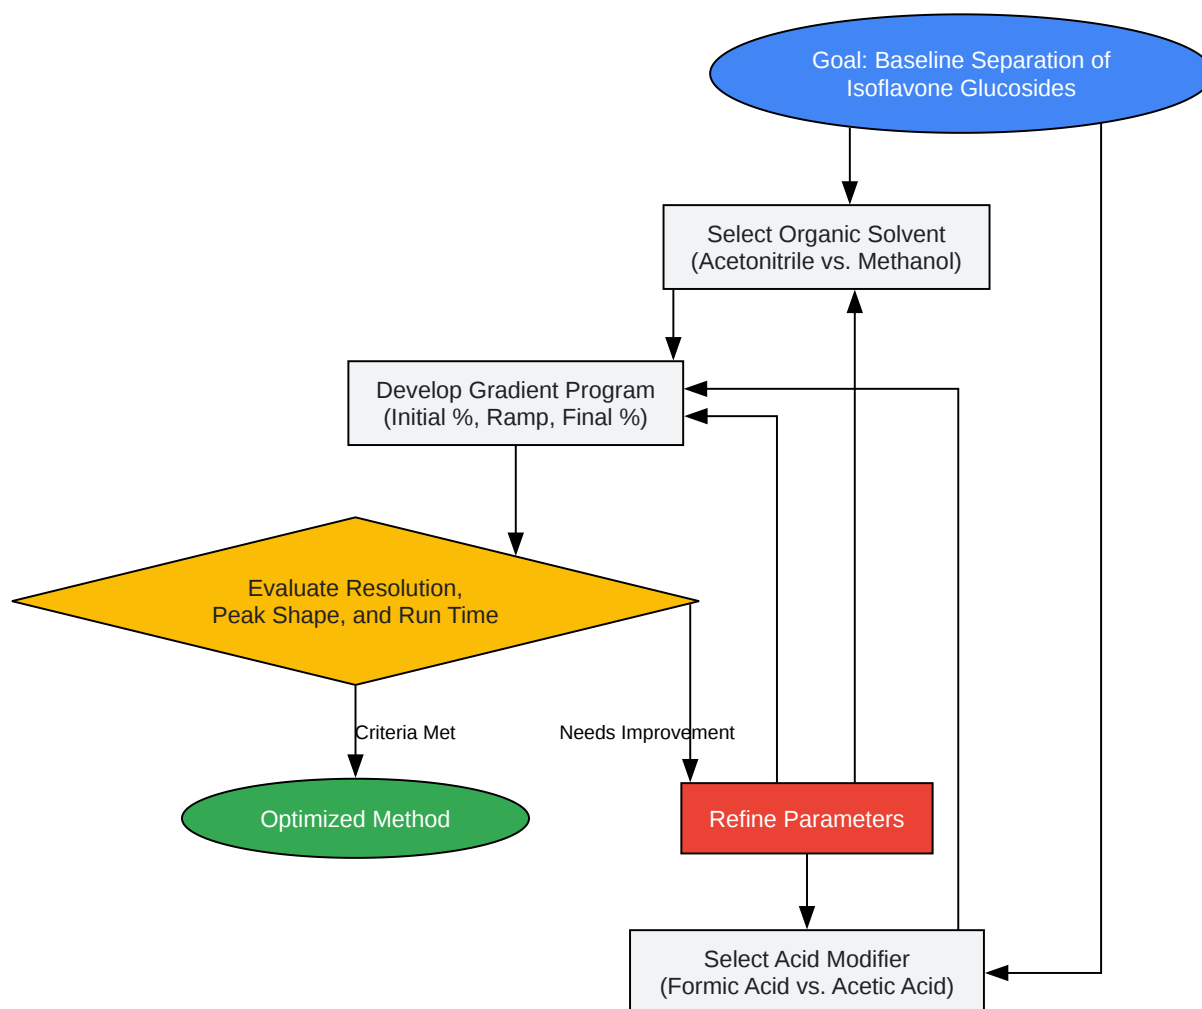 Goal: Baseline Separation of
Isoflavone Glucosides
Select Organic Solvent
(Acetonitrile vs. Methanol)
Develop Gradient Program
(Initial %, Ramp, Final %)
Evaluate Resolution,
Peak Shape, and Run Time
Criteria Met
Needs Improvement
Optimized Method
Refine Parameters
Select Acid Modifier
(Formic Acid vs. Acetic Acid)